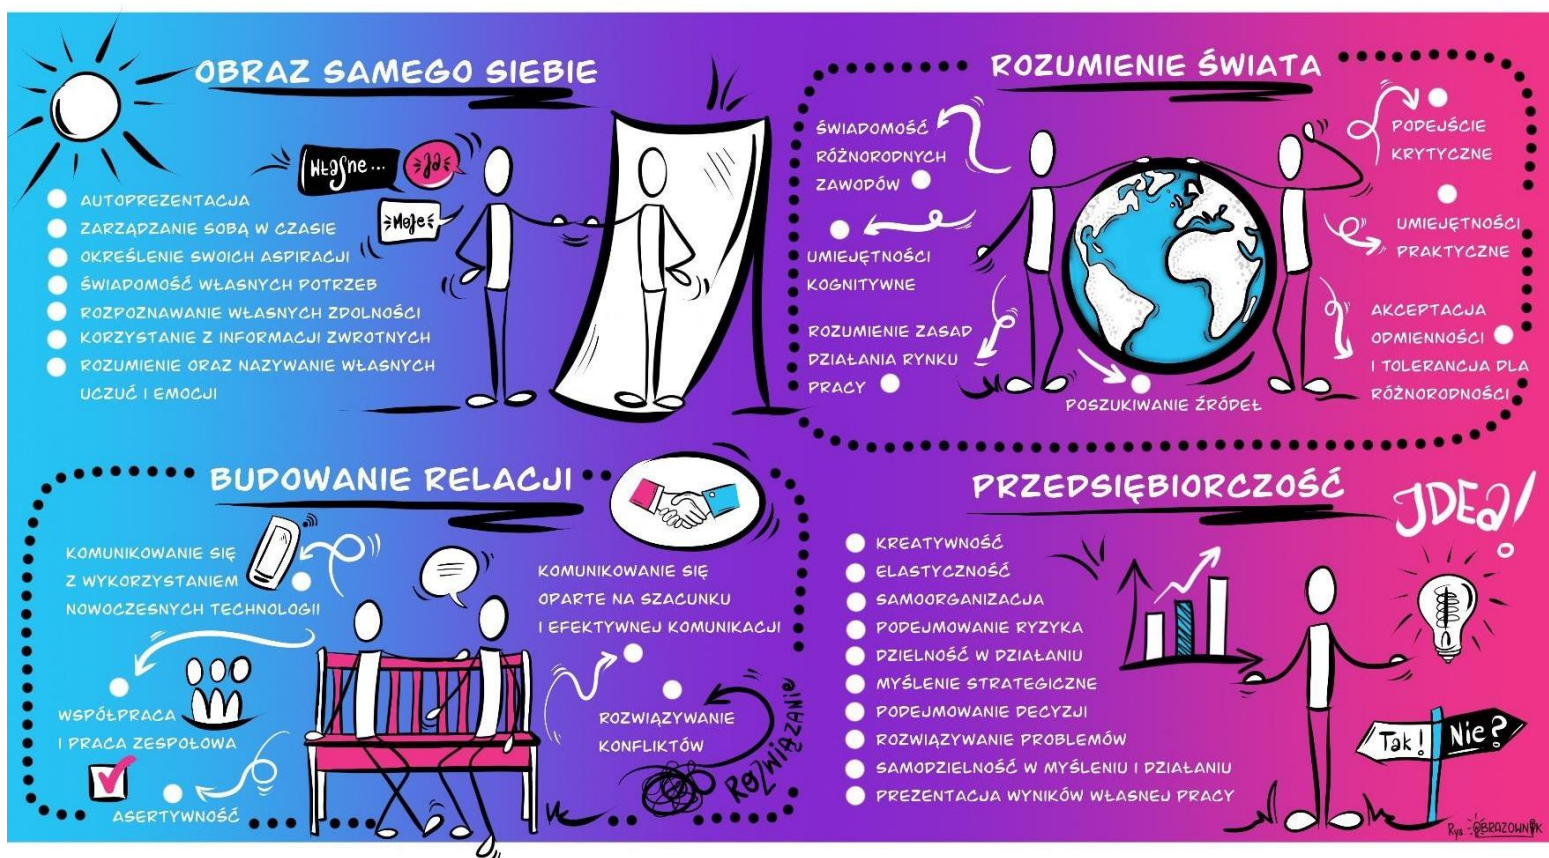 OBRAZ SAMEGO SIEBIE
Własne...
Ja
Moje
AUTOPREZENTACJA
ZARZĄDZANIE SOBĄ W CZASIE
OKREŚLENIE SWOICH ASPIRACJI
ŚWIADOMOŚĆ WŁASNYCH POTRZEB
ROZPOZNAWANIE WŁASNYCH ZDOLNOŚCI
KORZYSTANIE Z INFORMACJI ZWROTNYCH
ROZUMIENIE ORAZ NAZYWANIE WŁASNYCH
UCZUĆ I EMOCJI
ROZUMIENIE ŚWIATA
ŚWIADOMOŚĆ
RÓŻNORODNYCH
ZAWODÓW
UMIEJĘTNOŚCI
KOGNITYWNE
ROZUMIENIE ZASAD
DZIAŁANIA RYNKU
PRACY
POSZUKIWANIE ŹRÓDEŁ
PODEJŚCIE
KRYTYCZNE
UMIEJĘTNOŚCI
PRAKTYCZNE
AKCEPTACJA
ODMIENNOŚCI
I TOLERANCJA DLA
RÓŻNORODNOŚCI
BUDOWANIE RELACJI
KOMUNIKOWANIE SIĘ
Z WYKORZYSTANIEM
NOWOCZESNYCH TECHNOLOGII
WSPÓŁPRACA
I PRACA ZESPOŁOWA
ASERTYWNOŚĆ
KOMUNIKOWANIE SIĘ
OPARTE NA SZACUNKU
I EFEKTYWNEJ KOMUNIKACJI
ROZWIĄZYWANIE
KONFLIKTÓW
ROZWIĄZANIE
PRZEDSIĘBIORCZOŚĆ
IDEA!
KREATYWNOŚĆ
ELASTYCZNOŚĆ
SAMOORGANIZACJA
PODEJMOWANIE RYZYKA
DZIELNOŚĆ W DZIAŁANIU
MYŚLENIE STRATEGICZNE
PODEJMOWANIE DECYZJI
ROZWIĄZYWANIE PROBLEMÓW
SAMODZIELNOŚĆ W MYŚLENIU I DZIAŁANIU
PREZENTACJA WYNIKÓW WŁASNEJ PRACY
Tak!
Nie?
Rys. @BRAZOWNIK